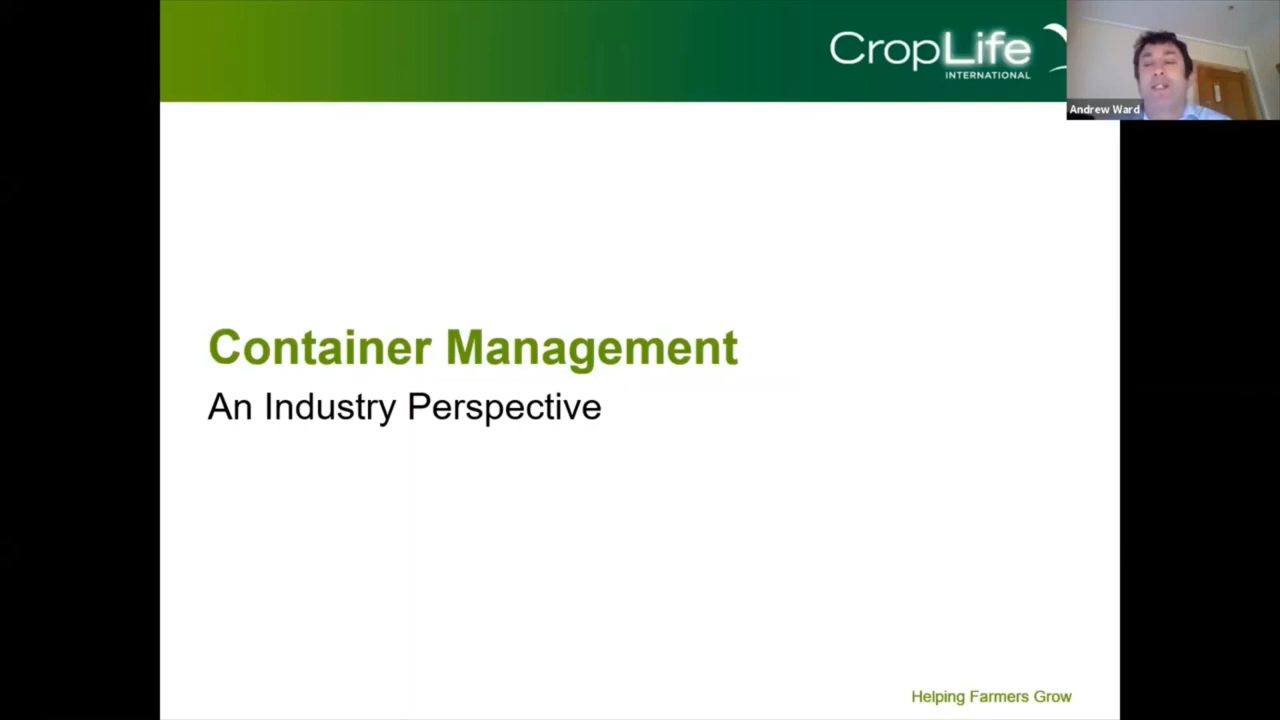 CropLife
INTERNATIONAL
Andrew Ward
Container Management
An Industry Perspective
Helping Farmers Grow